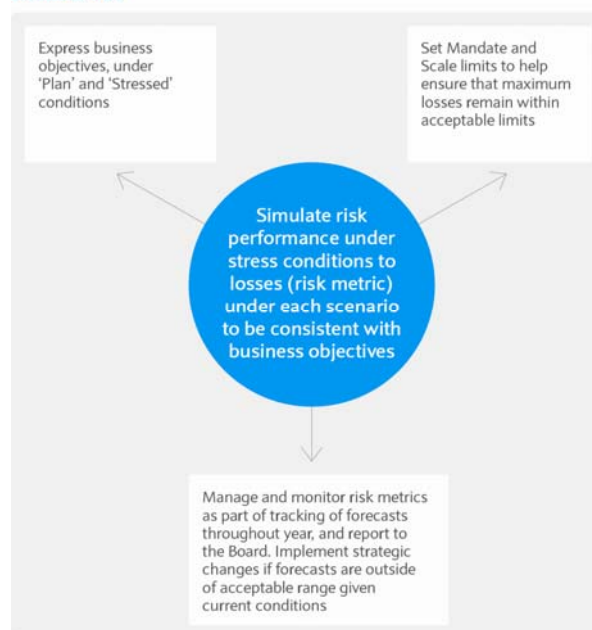 Express business
objectives, under
‘Plan’ and ‘Stressed’
conditions
Set Mandate and
Scale limits to help
ensure that maximum
losses remain within
acceptable limits
Simulate risk
performance under
stress conditions to
losses (risk metric)
under each scenario
to be consistent with
business objectives
Manage and monitor risk metrics
as part of tracking of forecasts
throughout year, and report to
the Board. Implement strategic
changes if forecasts are outside
of acceptable range given
current conditions